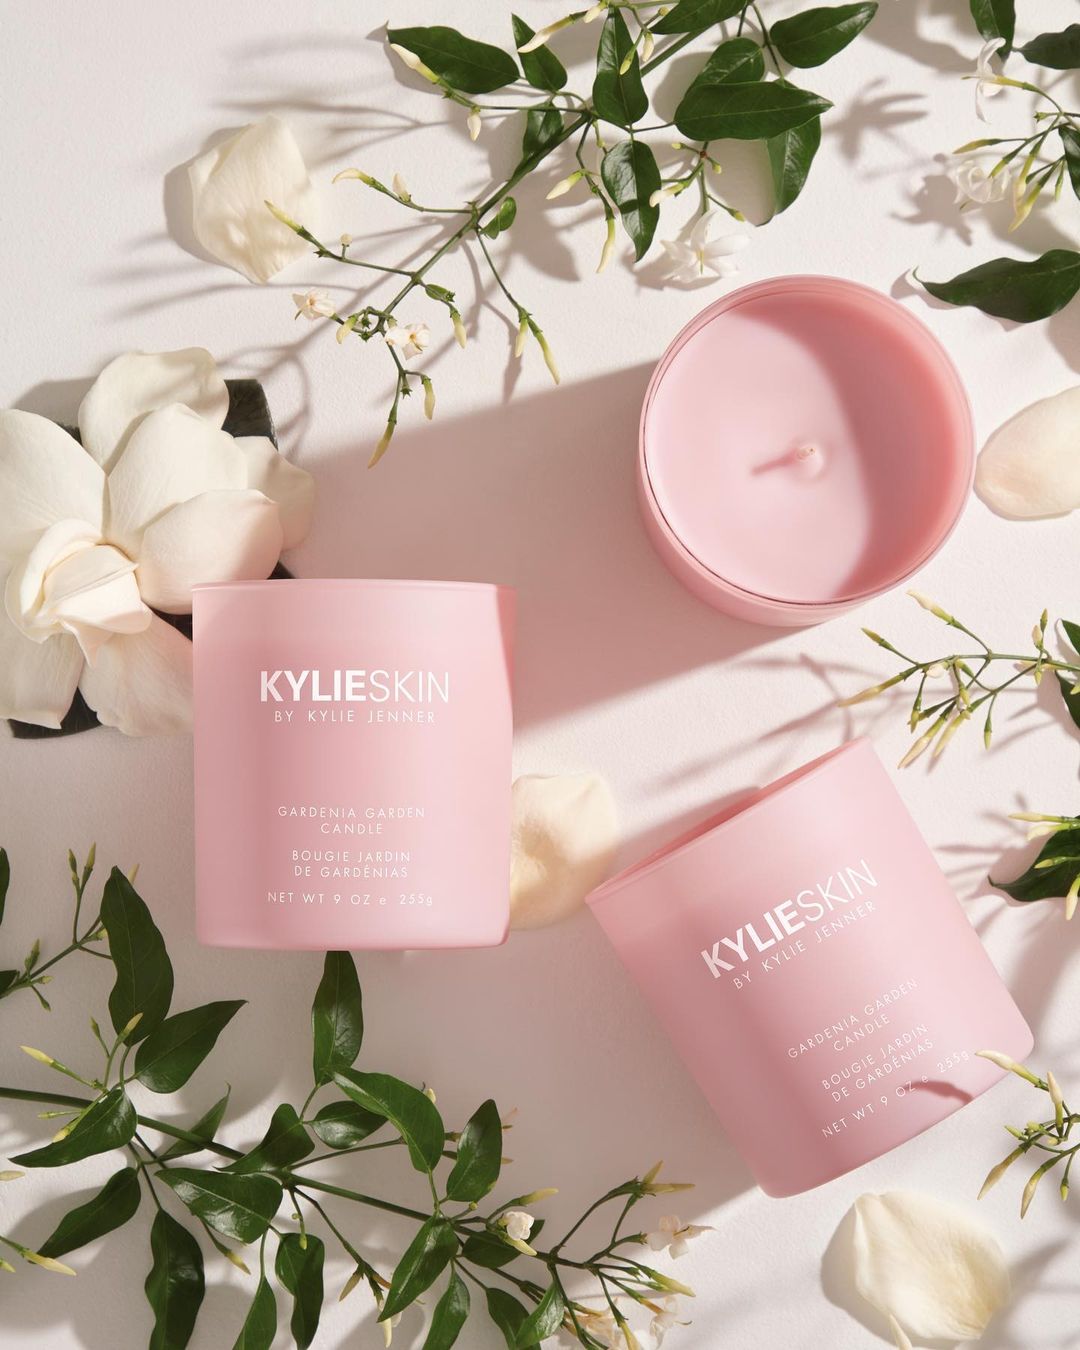 KYLIESKIN
BY KYLIE JENNER
GARDENIA GARDEN
CANDLE
BOUGIE JARDIN
DE GARDÉNIAS
NET WT 9 OZ e 255g
KYLIESKIN
BY KYLIE JENNER
GARDENIA GARDEN
CANDLE
BOUGIE JARDIN
DE GARDÉNIAS
NET WT 9 OZ e 255g